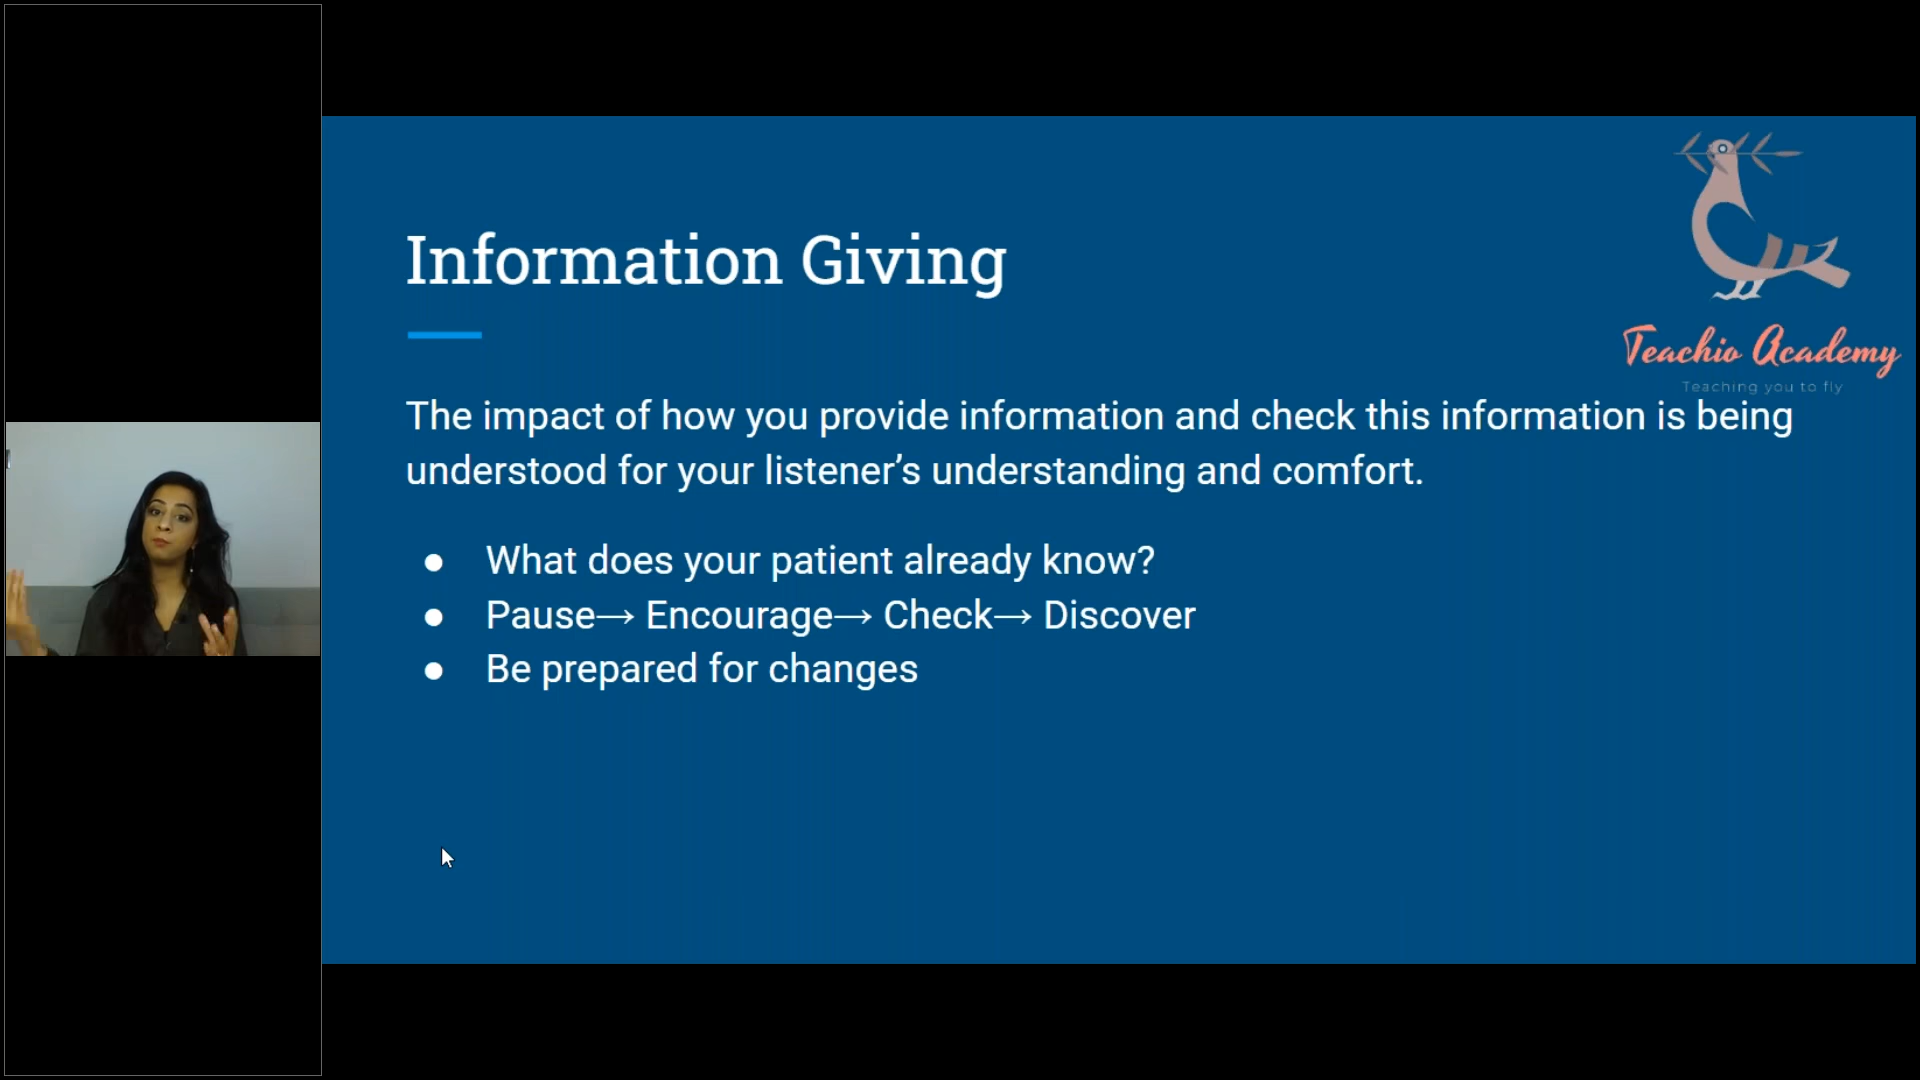 Information Giving
Teachio Academy
Teaching you to fly
The impact of how you provide information and check this information is being
understood for your listener’s understanding and comfort.
● What does your patient already know?
● Pause→ Encourage→ Check→ Discover
● Be prepared for changes